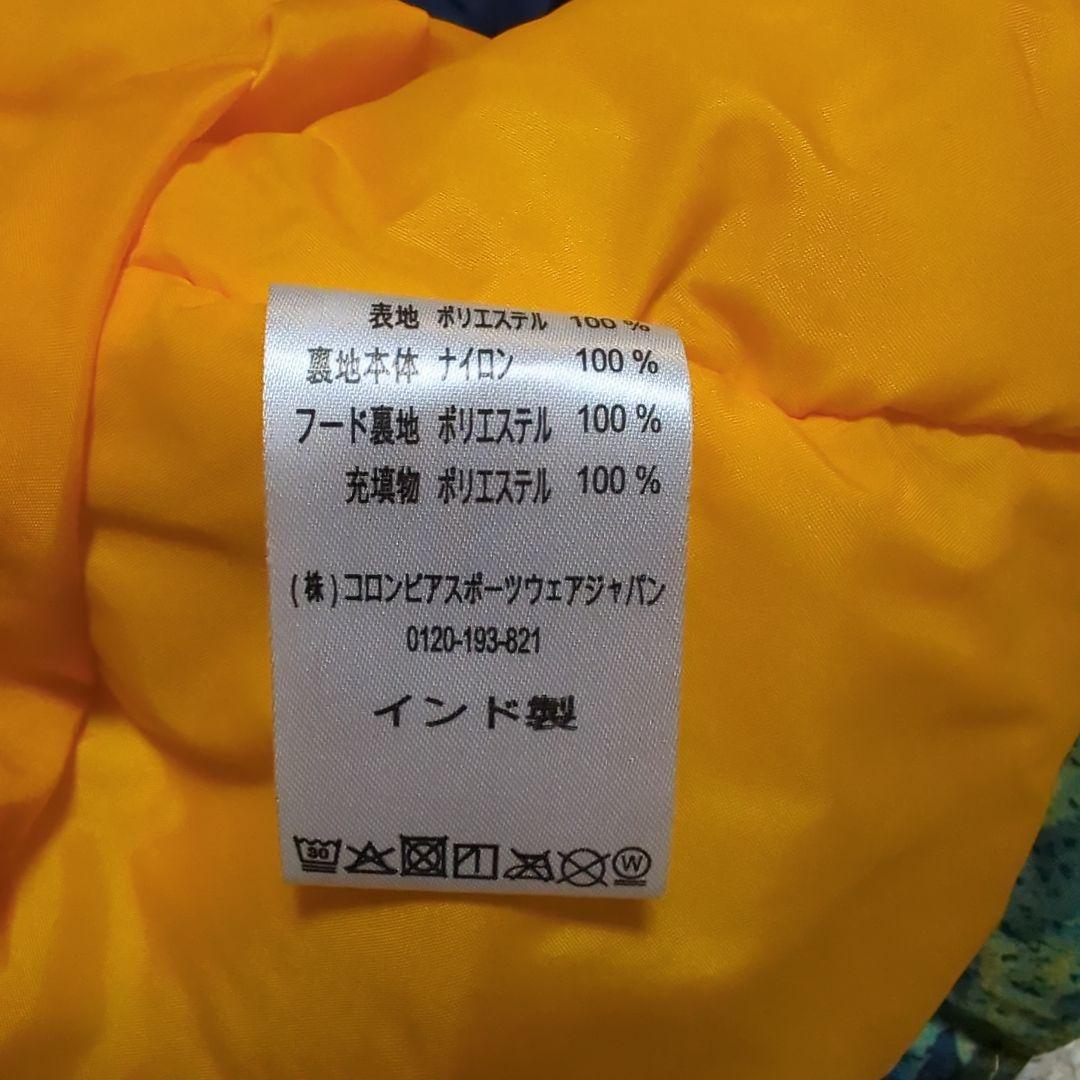 表地 ポリエステル 100 %
裏地本体 ナイロン 100 %
フード裏地 ポリエステル 100 %
充填物 ポリエステル 100 %
(株)コロンビアスポーツウェアジャパン
0120-193-821
インド製
30
W